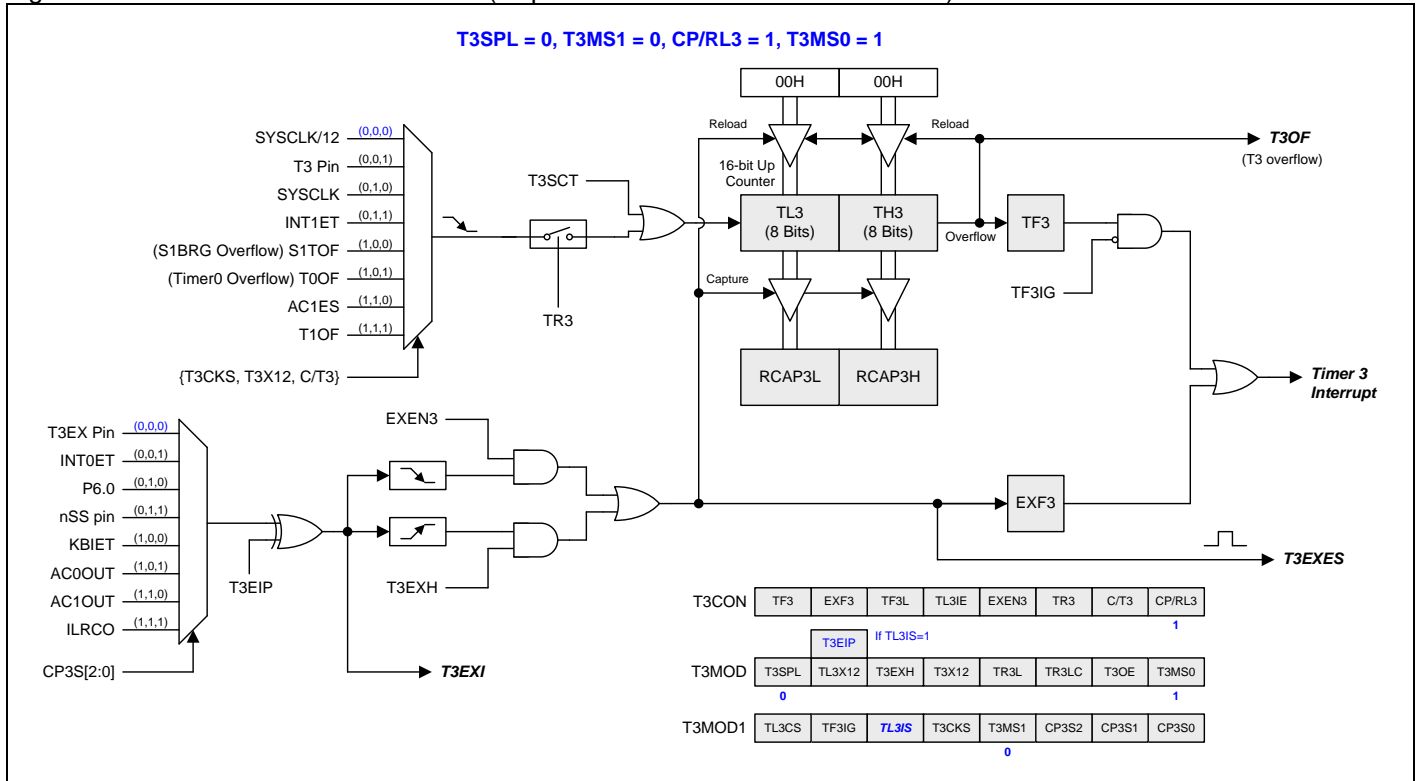 T3SPL = 0, T3MS1 = 0, CP/RL3 = 1, T3MS0 = 1
00H 00H
Reload Reload
T3OF
(T3 overflow)
16-bit Up
Counter
SYSCLK/12 (0,0,0)
T3 Pin (0,0,1)
SYSCLK (0,1,0)
INT1ET (0,1,1)
(S1BRG Overflow) S1TOF (1,0,0)
(Timer0 Overflow) T0OF (1,0,1)
AC1ES (1,1,0)
T1OF (1,1,1)
{T3CKS, T3X12, C/T3}
T3SCT
TR3
TL3
(8 Bits)
TH3
(8 Bits)
Overflow
TF3
TF3IG
Capture
RCAP3L RCAP3H
Timer 3
Interrupt
T3EX Pin (0,0,0)
INT0ET (0,0,1)
P6.0 (0,1,0)
nSS pin (0,1,1)
KBIET (1,0,0)
AC0OUT (1,0,1)
AC1OUT (1,1,0)
ILRCO (1,1,1)
CP3S[2:0]
T3EIP
EXEN3
T3EXH
T3EXI
EXF3
T3EXES
T3CON TF3 EXF3 TF3L TL3IE EXEN3 TR3 C/T3 CP/RL3
1
T3EIP If TL3IS=1
T3MOD T3SPL TL3X12 T3EXH T3X12 TR3L TR3LC T3OE T3MS0
0 1
T3MOD1 TL3CS TF3IG TL3IS T3CKS T3MS1 CP3S2 CP3S1 CP3S0
0